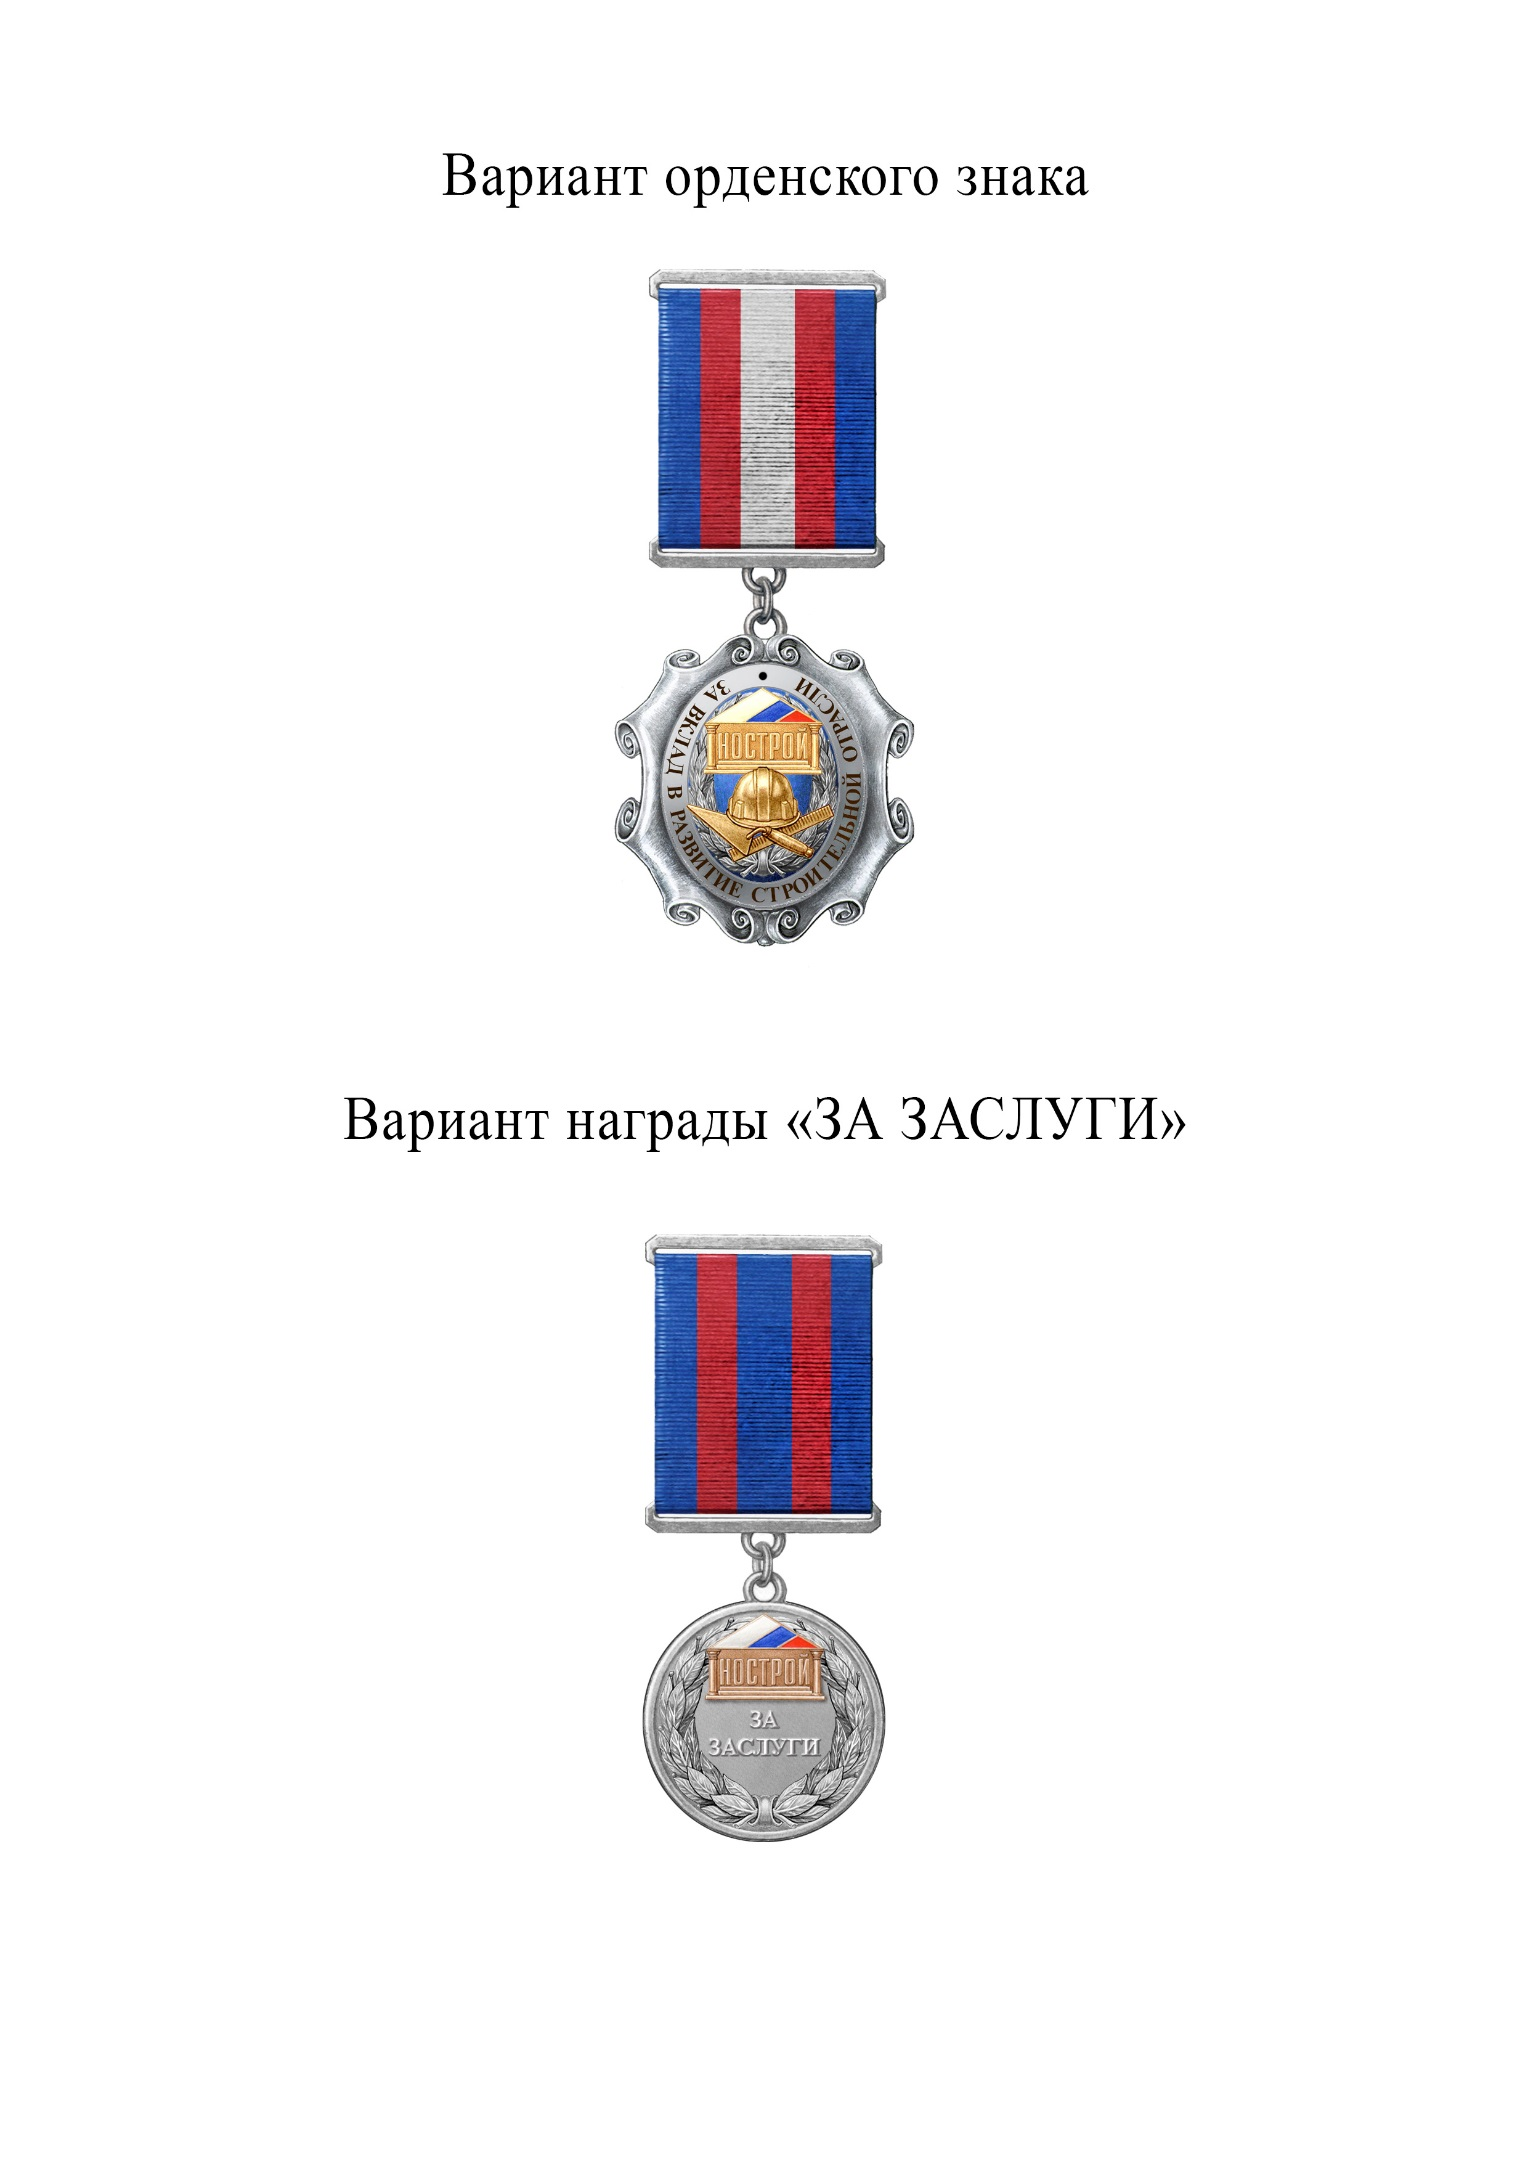 Вариант орденского знака
НОСТРОЙ
ЗА ВКЛАД В РАЗВИТИЕ СТРОИТЕЛЬНОЙ ОТРАСЛИ
Вариант награды «ЗА ЗАСЛУГИ»
НОСТРОЙ
ЗА
ЗАСЛУГИ